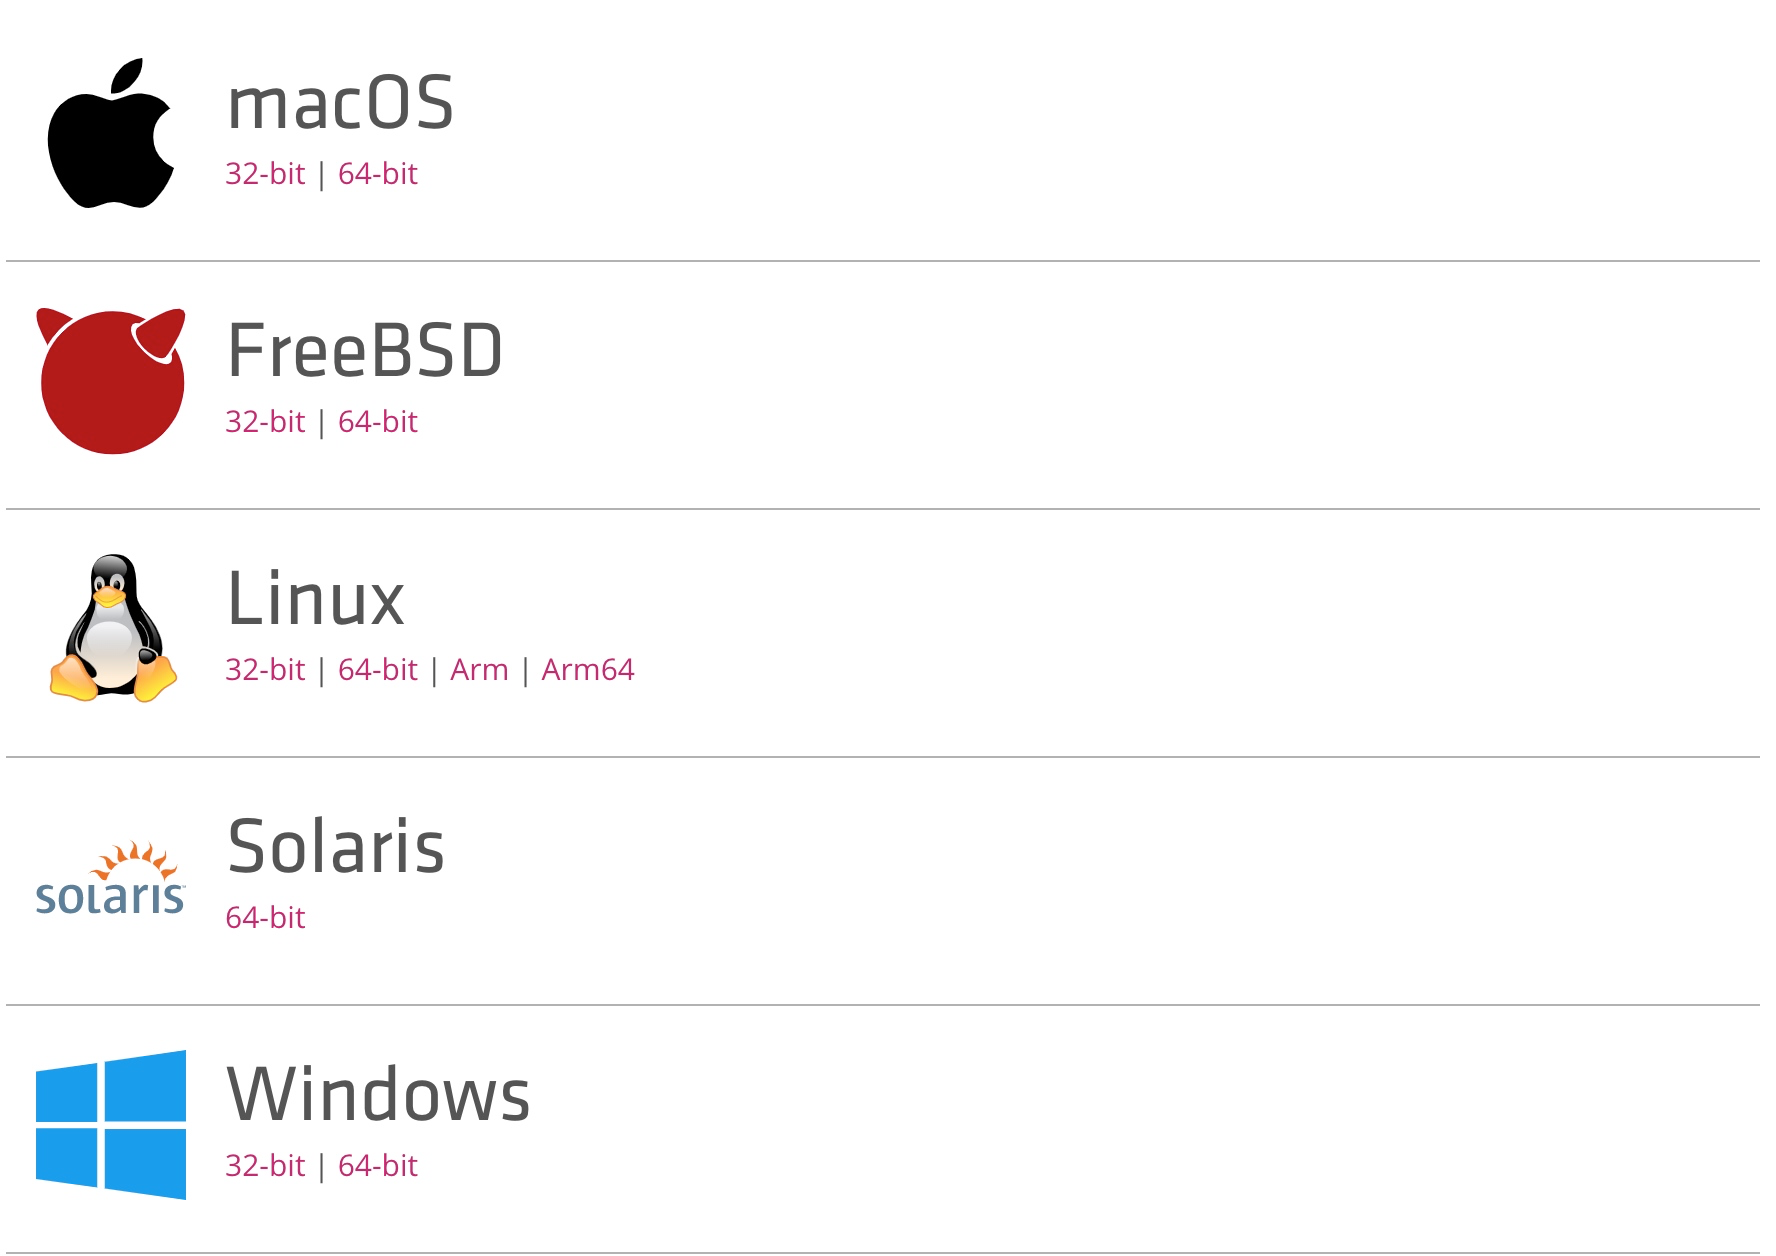 macOS
32-bit | 64-bit
FreeBSD
32-bit | 64-bit
Linux
32-bit | 64-bit | Arm | Arm64
solaris
Solaris
64-bit
Windows
32-bit | 64-bit